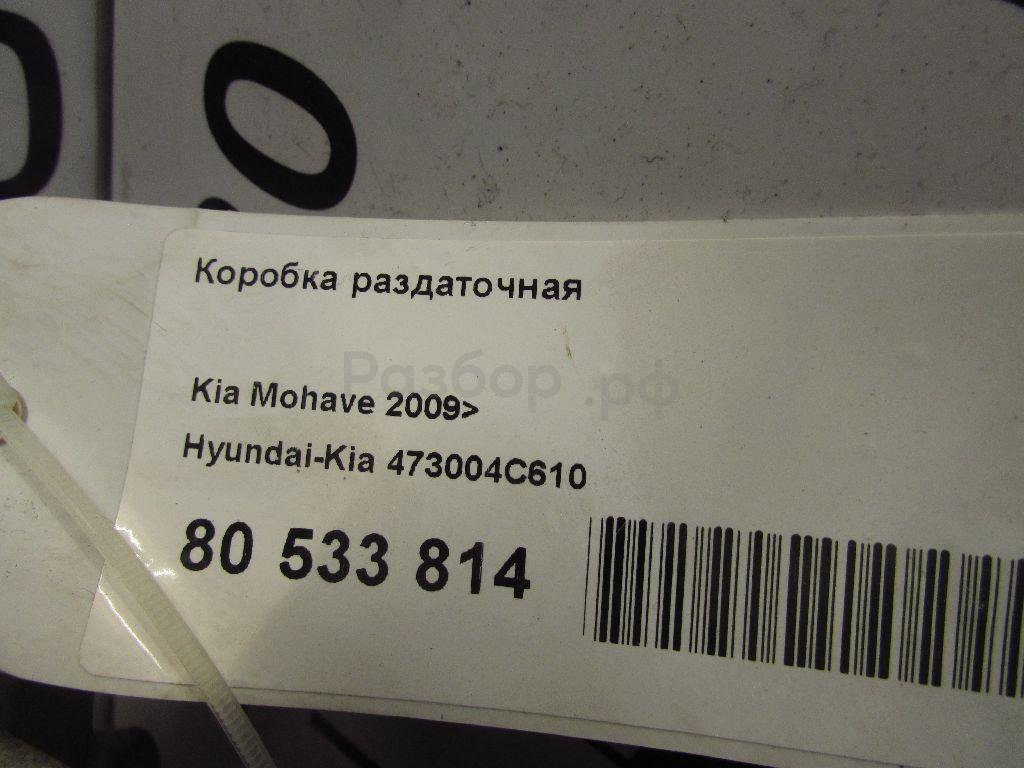 Коробка раздаточная
Разбор.рф
Kia Mohave 2009>
Hyundai-Kia 473004C610
80 533 814